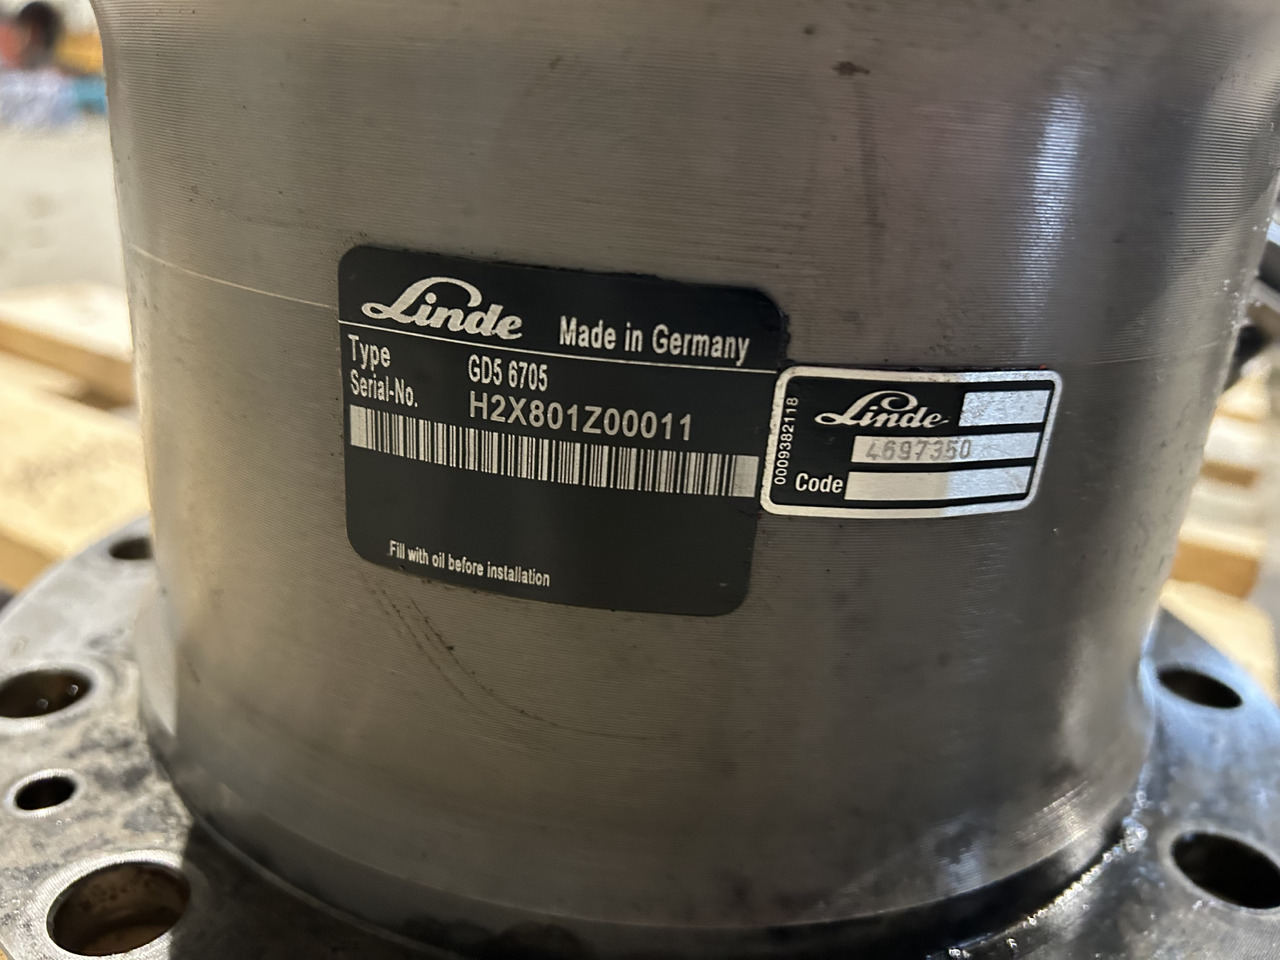 Linde Made in Germany
Type GD5 6705
Serial-No. H2X801Z00011
Fill with oil before installation
0009382118
Linde
4697350
Code